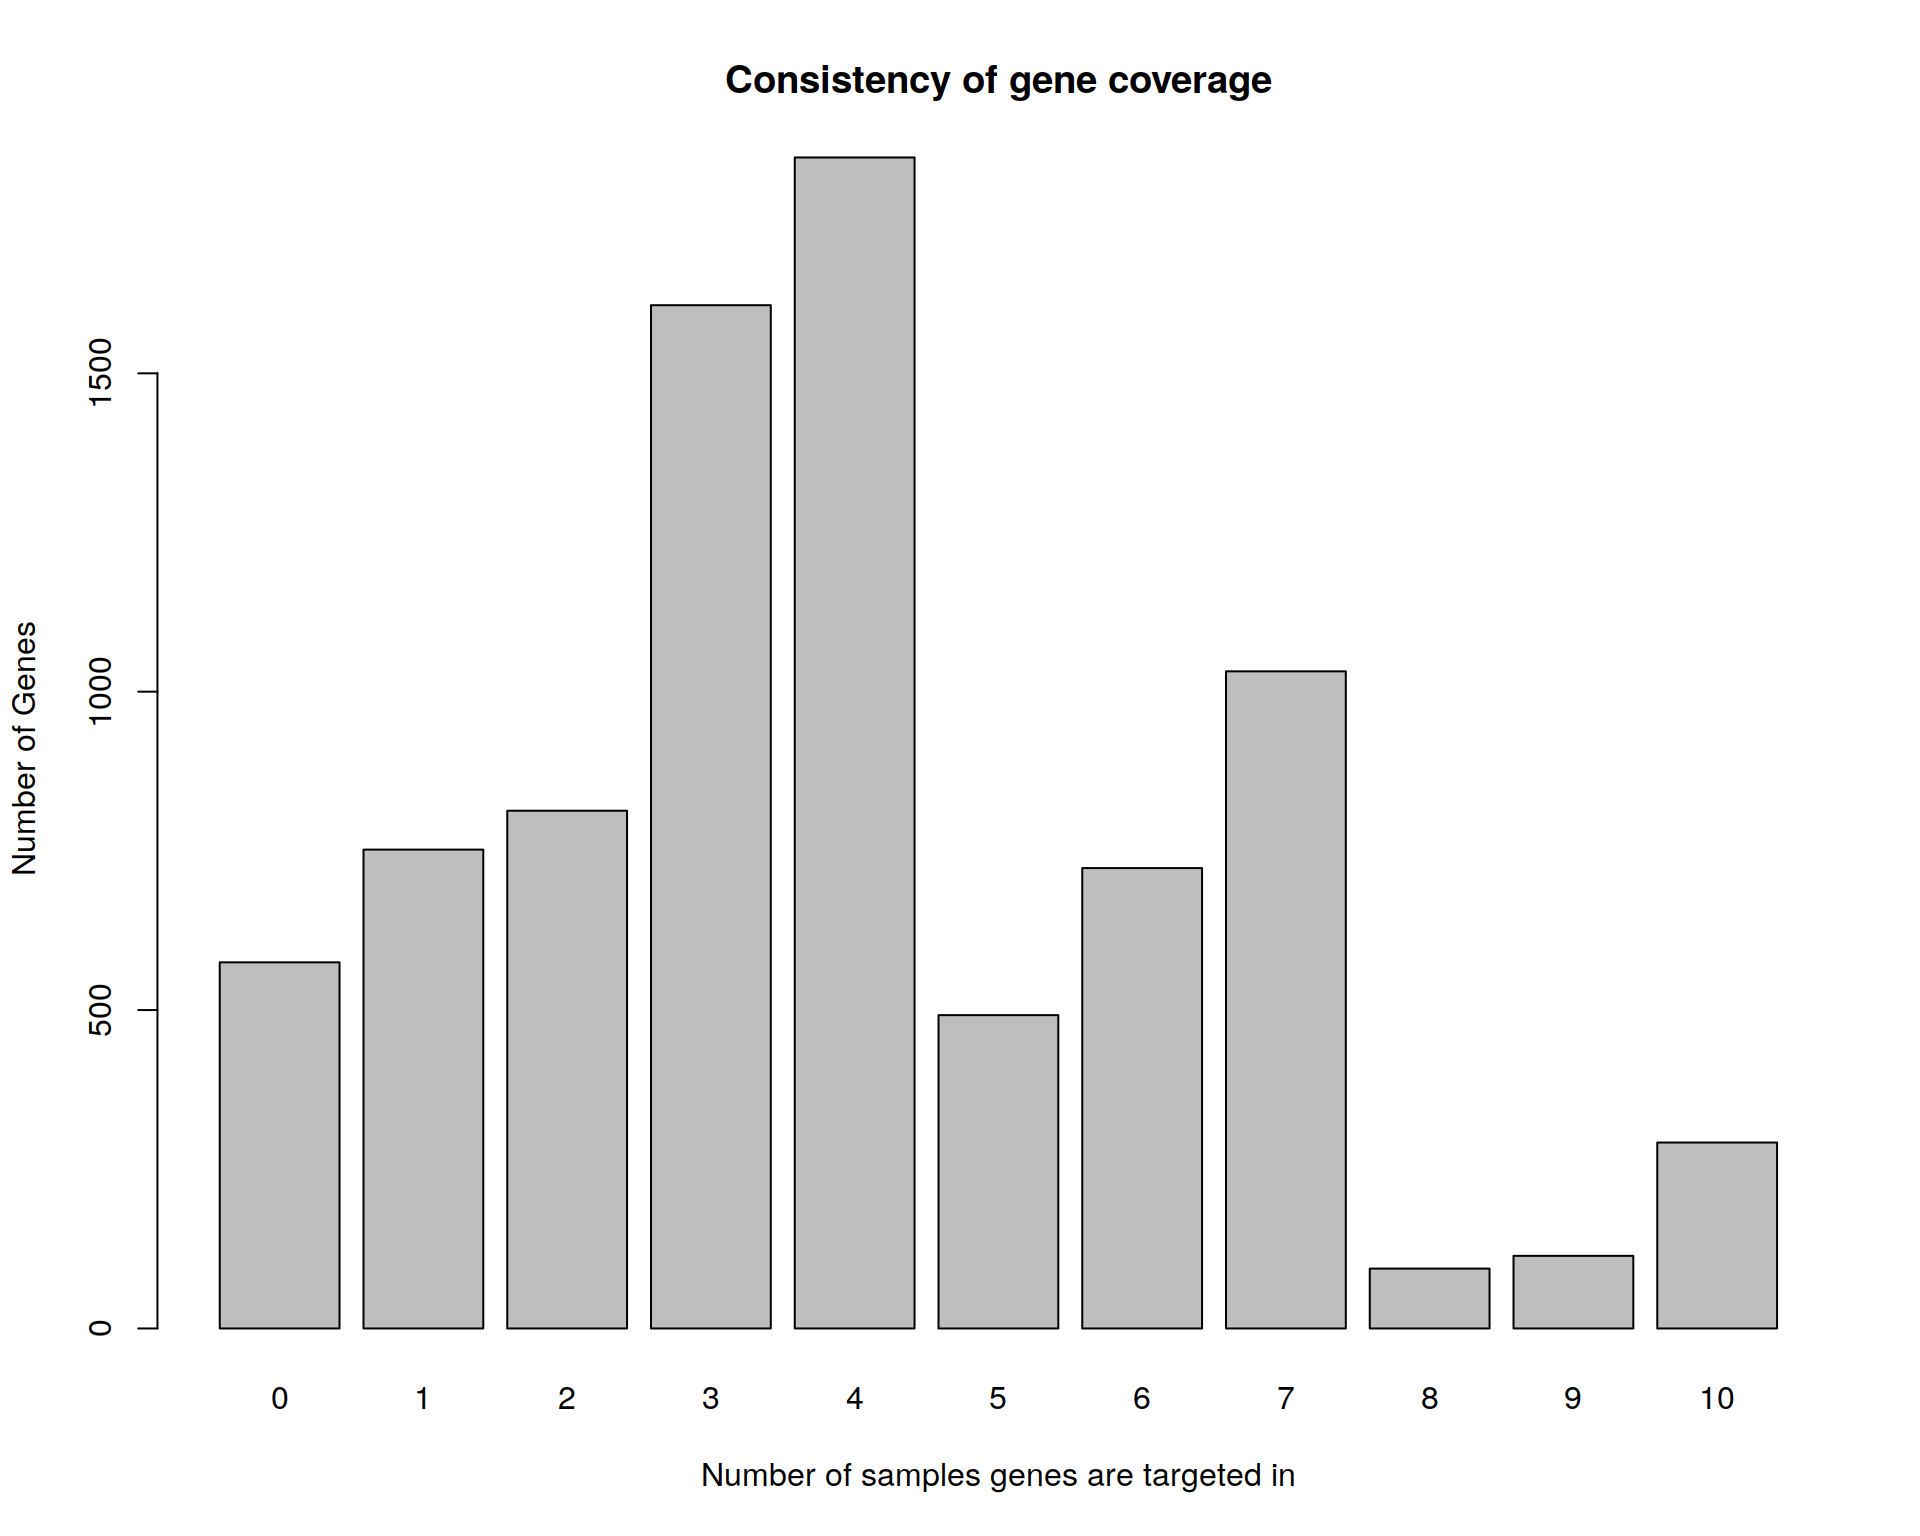 Consistency of gene coverage
Number of Genes
1500
1000
500
0
0 1 2 3 4 5 6 7 8 9 10
Number of samples genes are targeted in